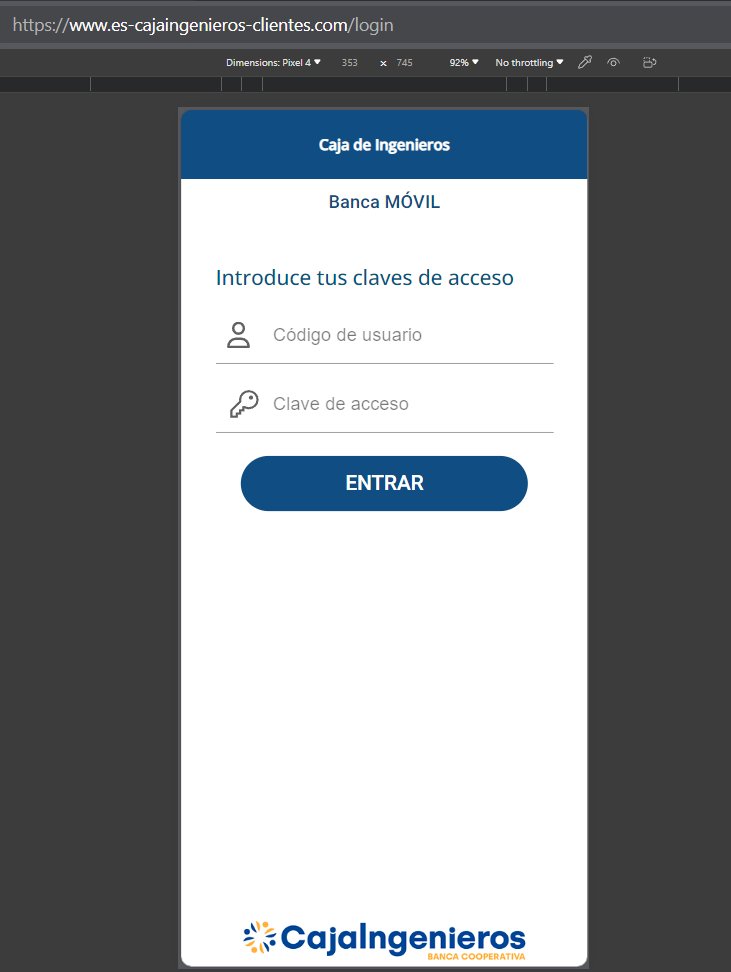 https://www.es-cajaingenieros-clientes.com/login
Dimensions: Pixel 4 353 x 745 92% No throttling
Caja de Ingenieros
Banca MÓVIL
Introduce tus claves de acceso
Código de usuario
Clave de acceso
ENTRAR
CajaIngenieros
BANCA COOPERATIVA